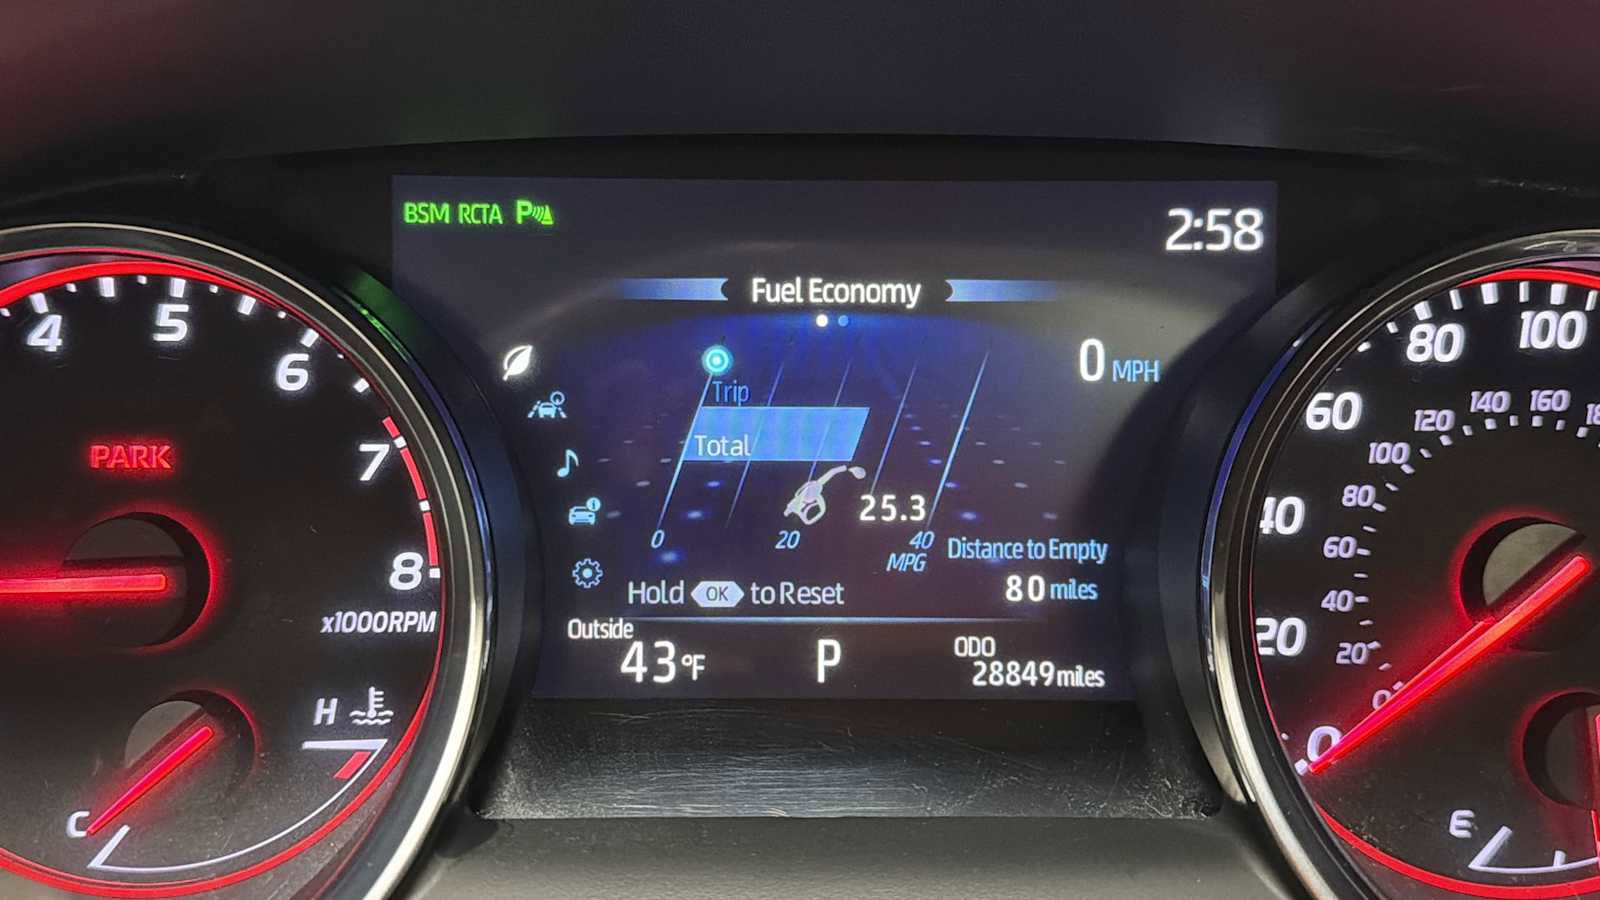 BSM RCTA P
2:58
Fuel Economy
0 MPH
Trip
Total
25.3
0 20 40
MPG
Distance to Empty
80 miles
Hold OK to Reset
Outside
43°F
P
ODO
28849 miles
4 5 6 7 8
x1000RPM
PARK
H
C
0 20 40 60 80 100
0 20 40 60 80 100 120 140 160
E